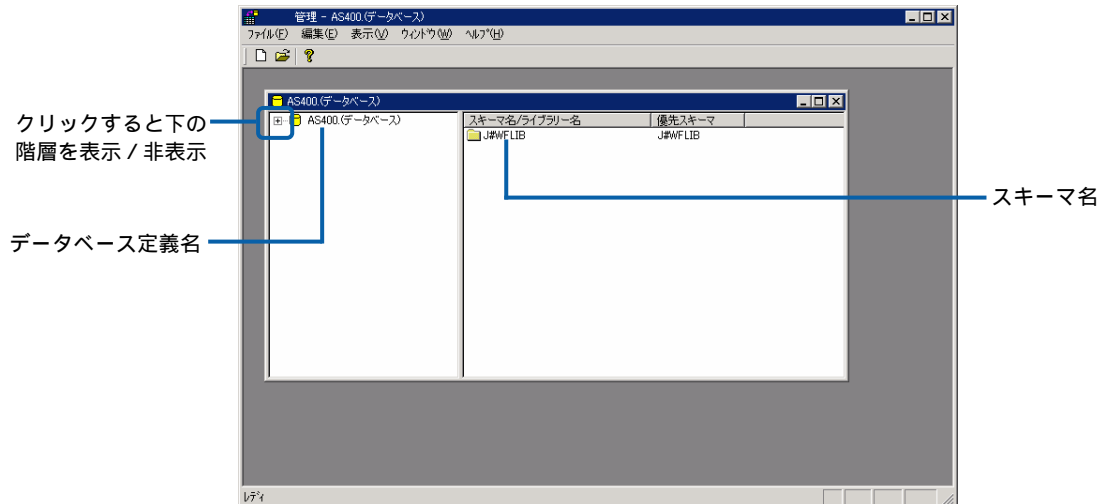 管理 - AS400.(データベース)
ファイル(F) 編集(E) 表示(V) ウィンドウ(W) ヘルプ(H)
AS400.(データベース)
AS400.(データベース)
スキーマ名/ライブラリー名 優先スキーマ
J#WFLIB J#WFLIB
クリックすると下の
階層を表示 / 非表示
データベース定義名
スキーマ名
レディ